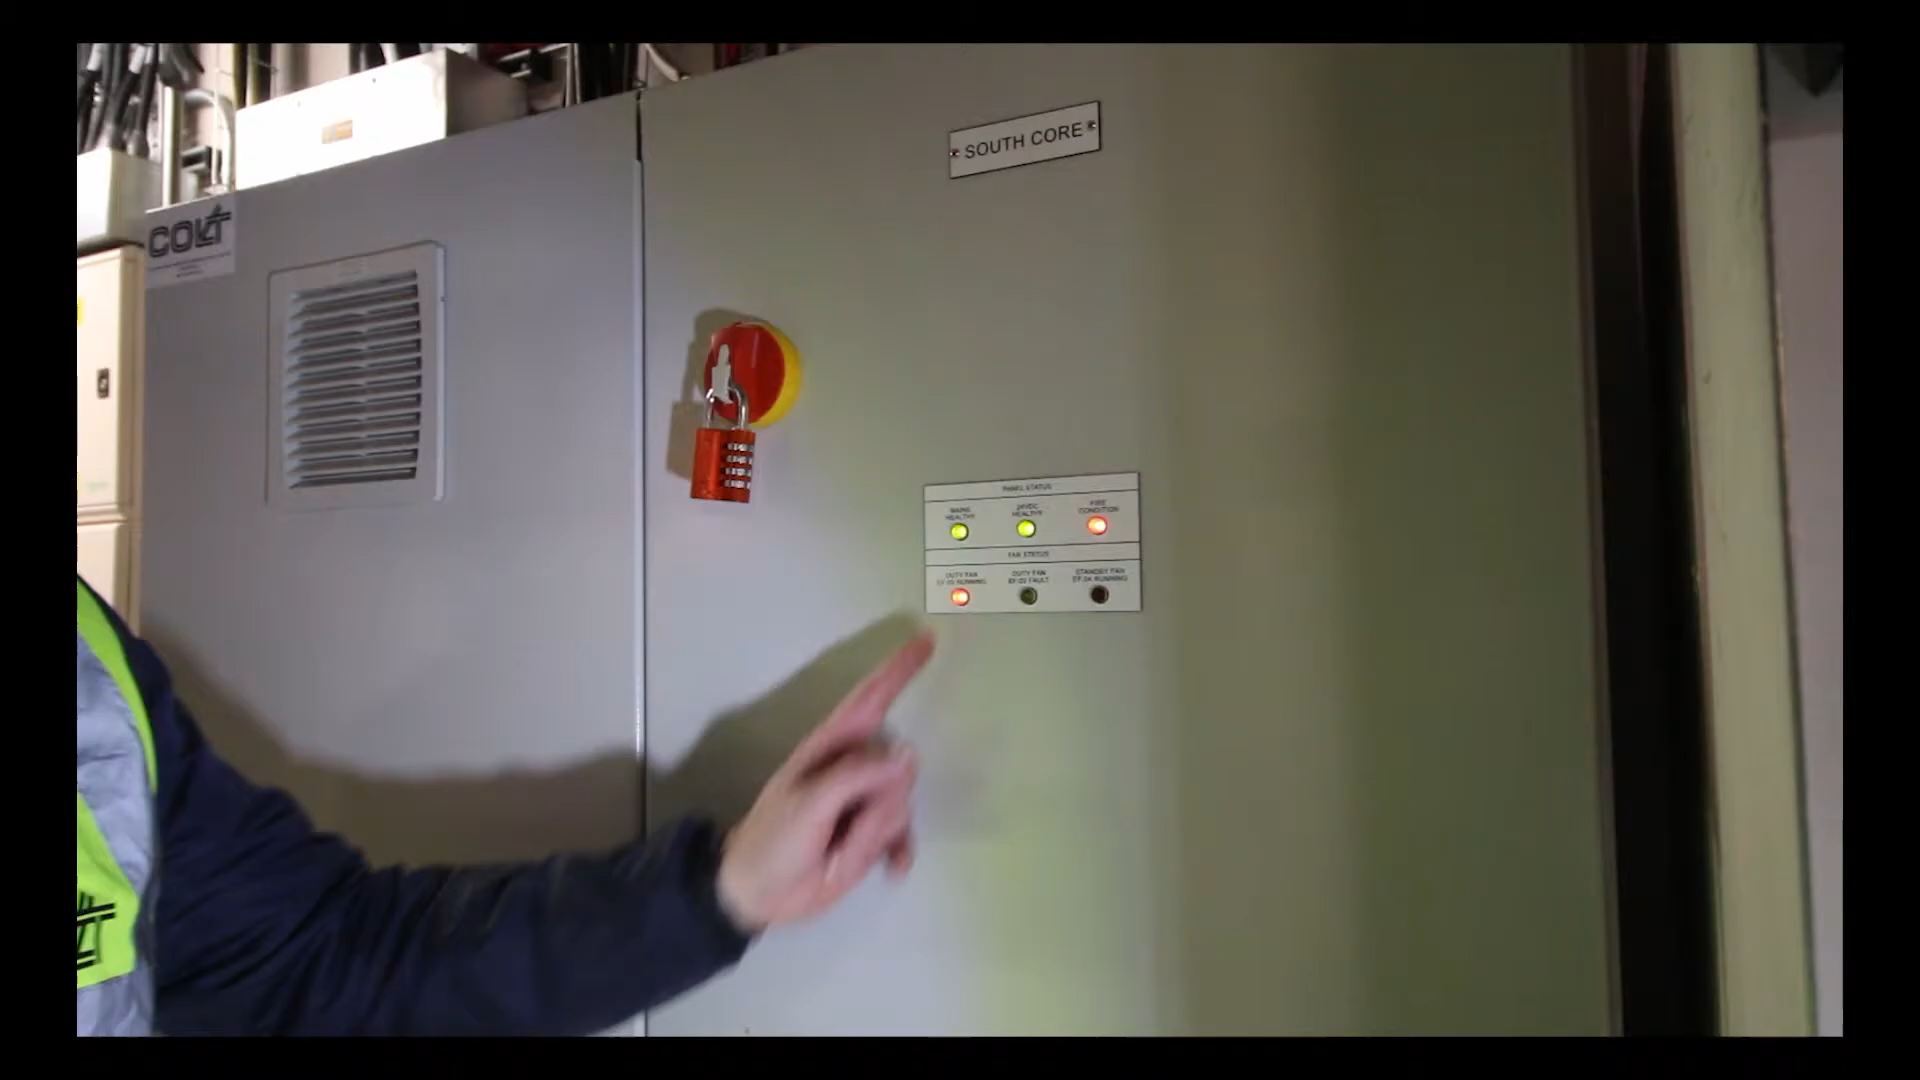 SOUTH CORE
COLT
PANEL STATUS
MAINS HEALTHY
24VDC HEALTHY
FIRE CONDITION
FAN STATUS
DUTY FAN
RUNNING
DUTY FAN
FAULT
STANDBY FAN
RUNNING